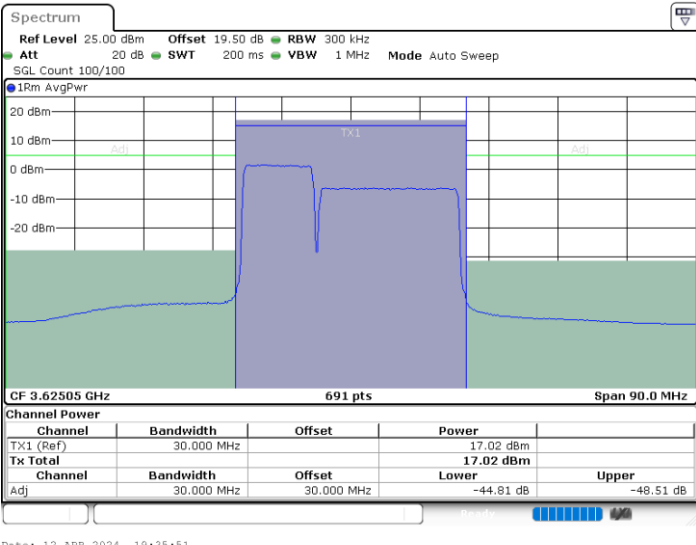 Spectrum
Ref Level 25.00 dBm Offset 19.50 dB RBW 300 kHz
Att 20 dB SWT 200 ms VBW 1 MHz Mode Auto Sweep
SGL Count 100/100
1Rm AvgPwr
20 dBm
TX1
10 dBm
Adj
Adj
0 dBm
-10 dBm
-20 dBm
CF 3.62505 GHz 691 pts Span 90.0 MHz
Channel Power
Channel Bandwidth Offset Power
TX1 (Ref) 30.000 MHz 17.02 dBm
Tx Total 17.02 dBm
Channel Bandwidth Offset Lower Upper
Adj 30.000 MHz 30.000 MHz -44.81 dB -48.51 dB
Ready